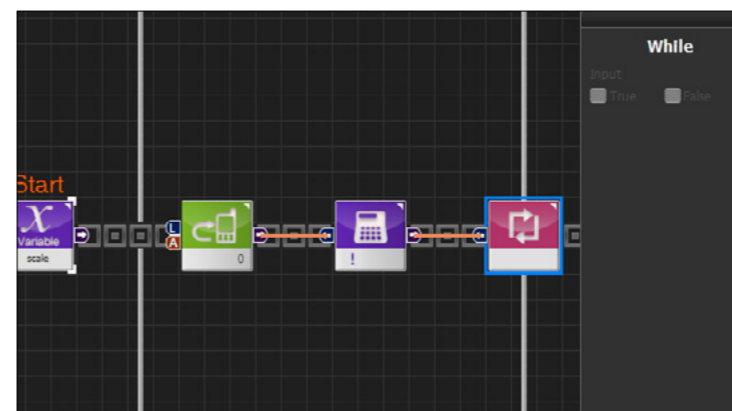 While
Input
True
False
Start
X
Variable
scale
L
A
0
!